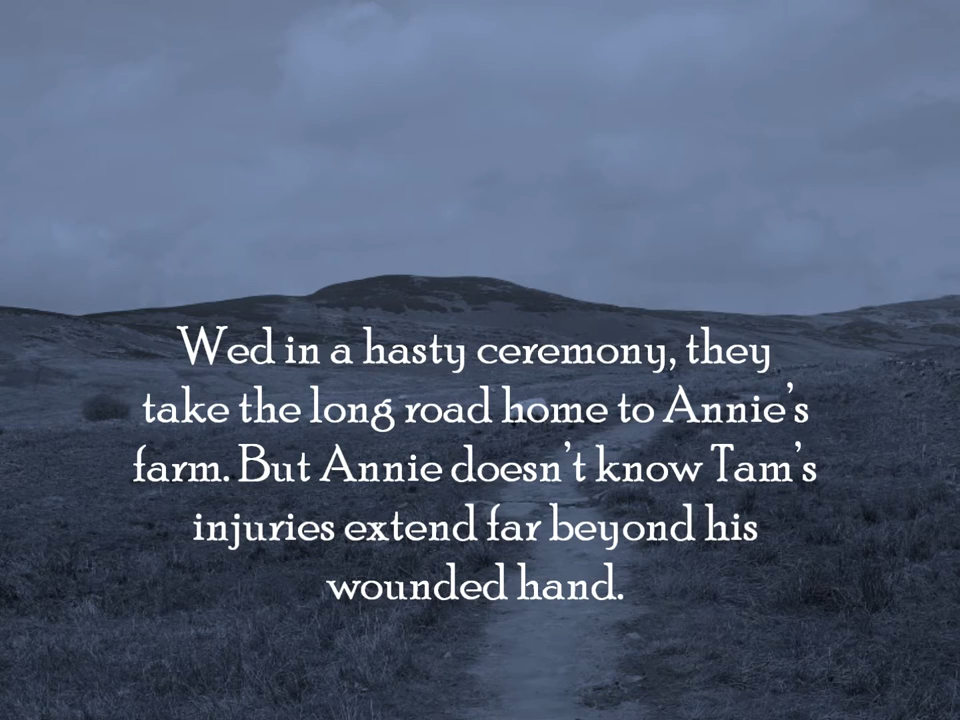 Wed in a hasty ceremony, they
take the long road home to Annie's
farm. But Annie doesn't know Tam's
injuries extend far beyond his
wounded hand.